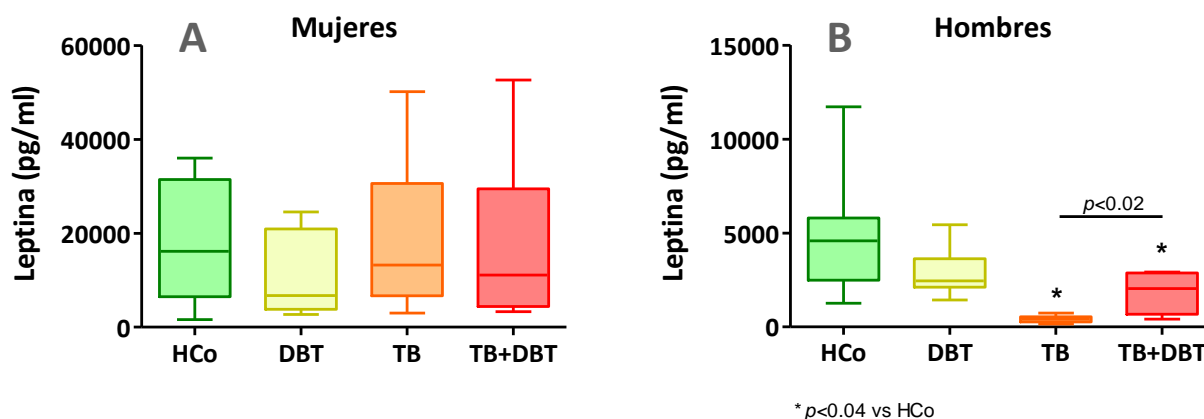 A
Mujeres
Leptina (pg/ml)
60000
40000
20000
0
HCo DBT TB TB+DBT
B
Hombres
Leptina (pg/ml)
15000
10000
5000
0
p<0.02
*
*
HCo DBT TB TB+DBT
* p<0.04 vs HCo